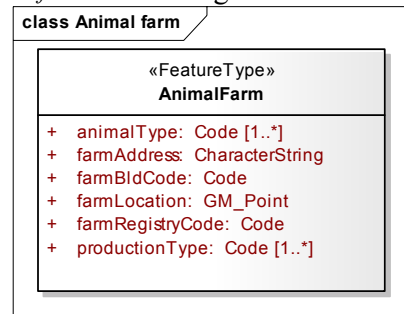 class Animal farm
«FeatureType»
AnimalFarm
+ animalType: Code [1..*]
+ farmAddress: CharacterString
+ farmBldCode: Code
+ farmLocation: GM_Point
+ farmRegistryCode: Code
+ productionType: Code [1..*]